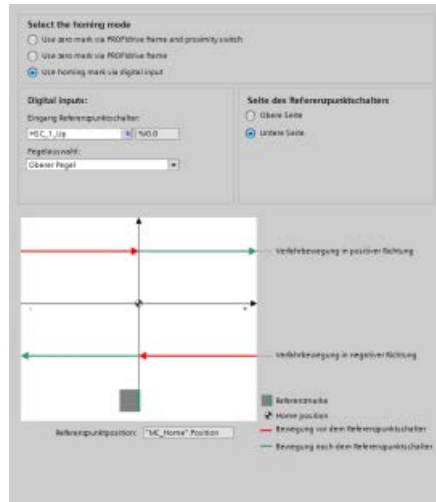 Select the homing mode
Use zero mark via PROFIdrive frame and proximity switch
Use zero mark via PROFIdrive frame
Use homing mark via digital input
Digital inputs:
Eingang Referenzpunktschalter:
HSC_1_Up
%I0.0
Pegelauswahl:
Oberer Pegel
Seite des Referenzpunktschalters
Obere Seite
Untere Seite
Verfahrbewegung in positiver Richtung
-
+
Verfahrbewegung in negativer Richtung
Referenzmarke
Home position
Bewegung vor dem Referenzpunktschalter
Bewegung nach dem Referenzpunktschalter
Referenzpunktposition:
"MC_Home".Position